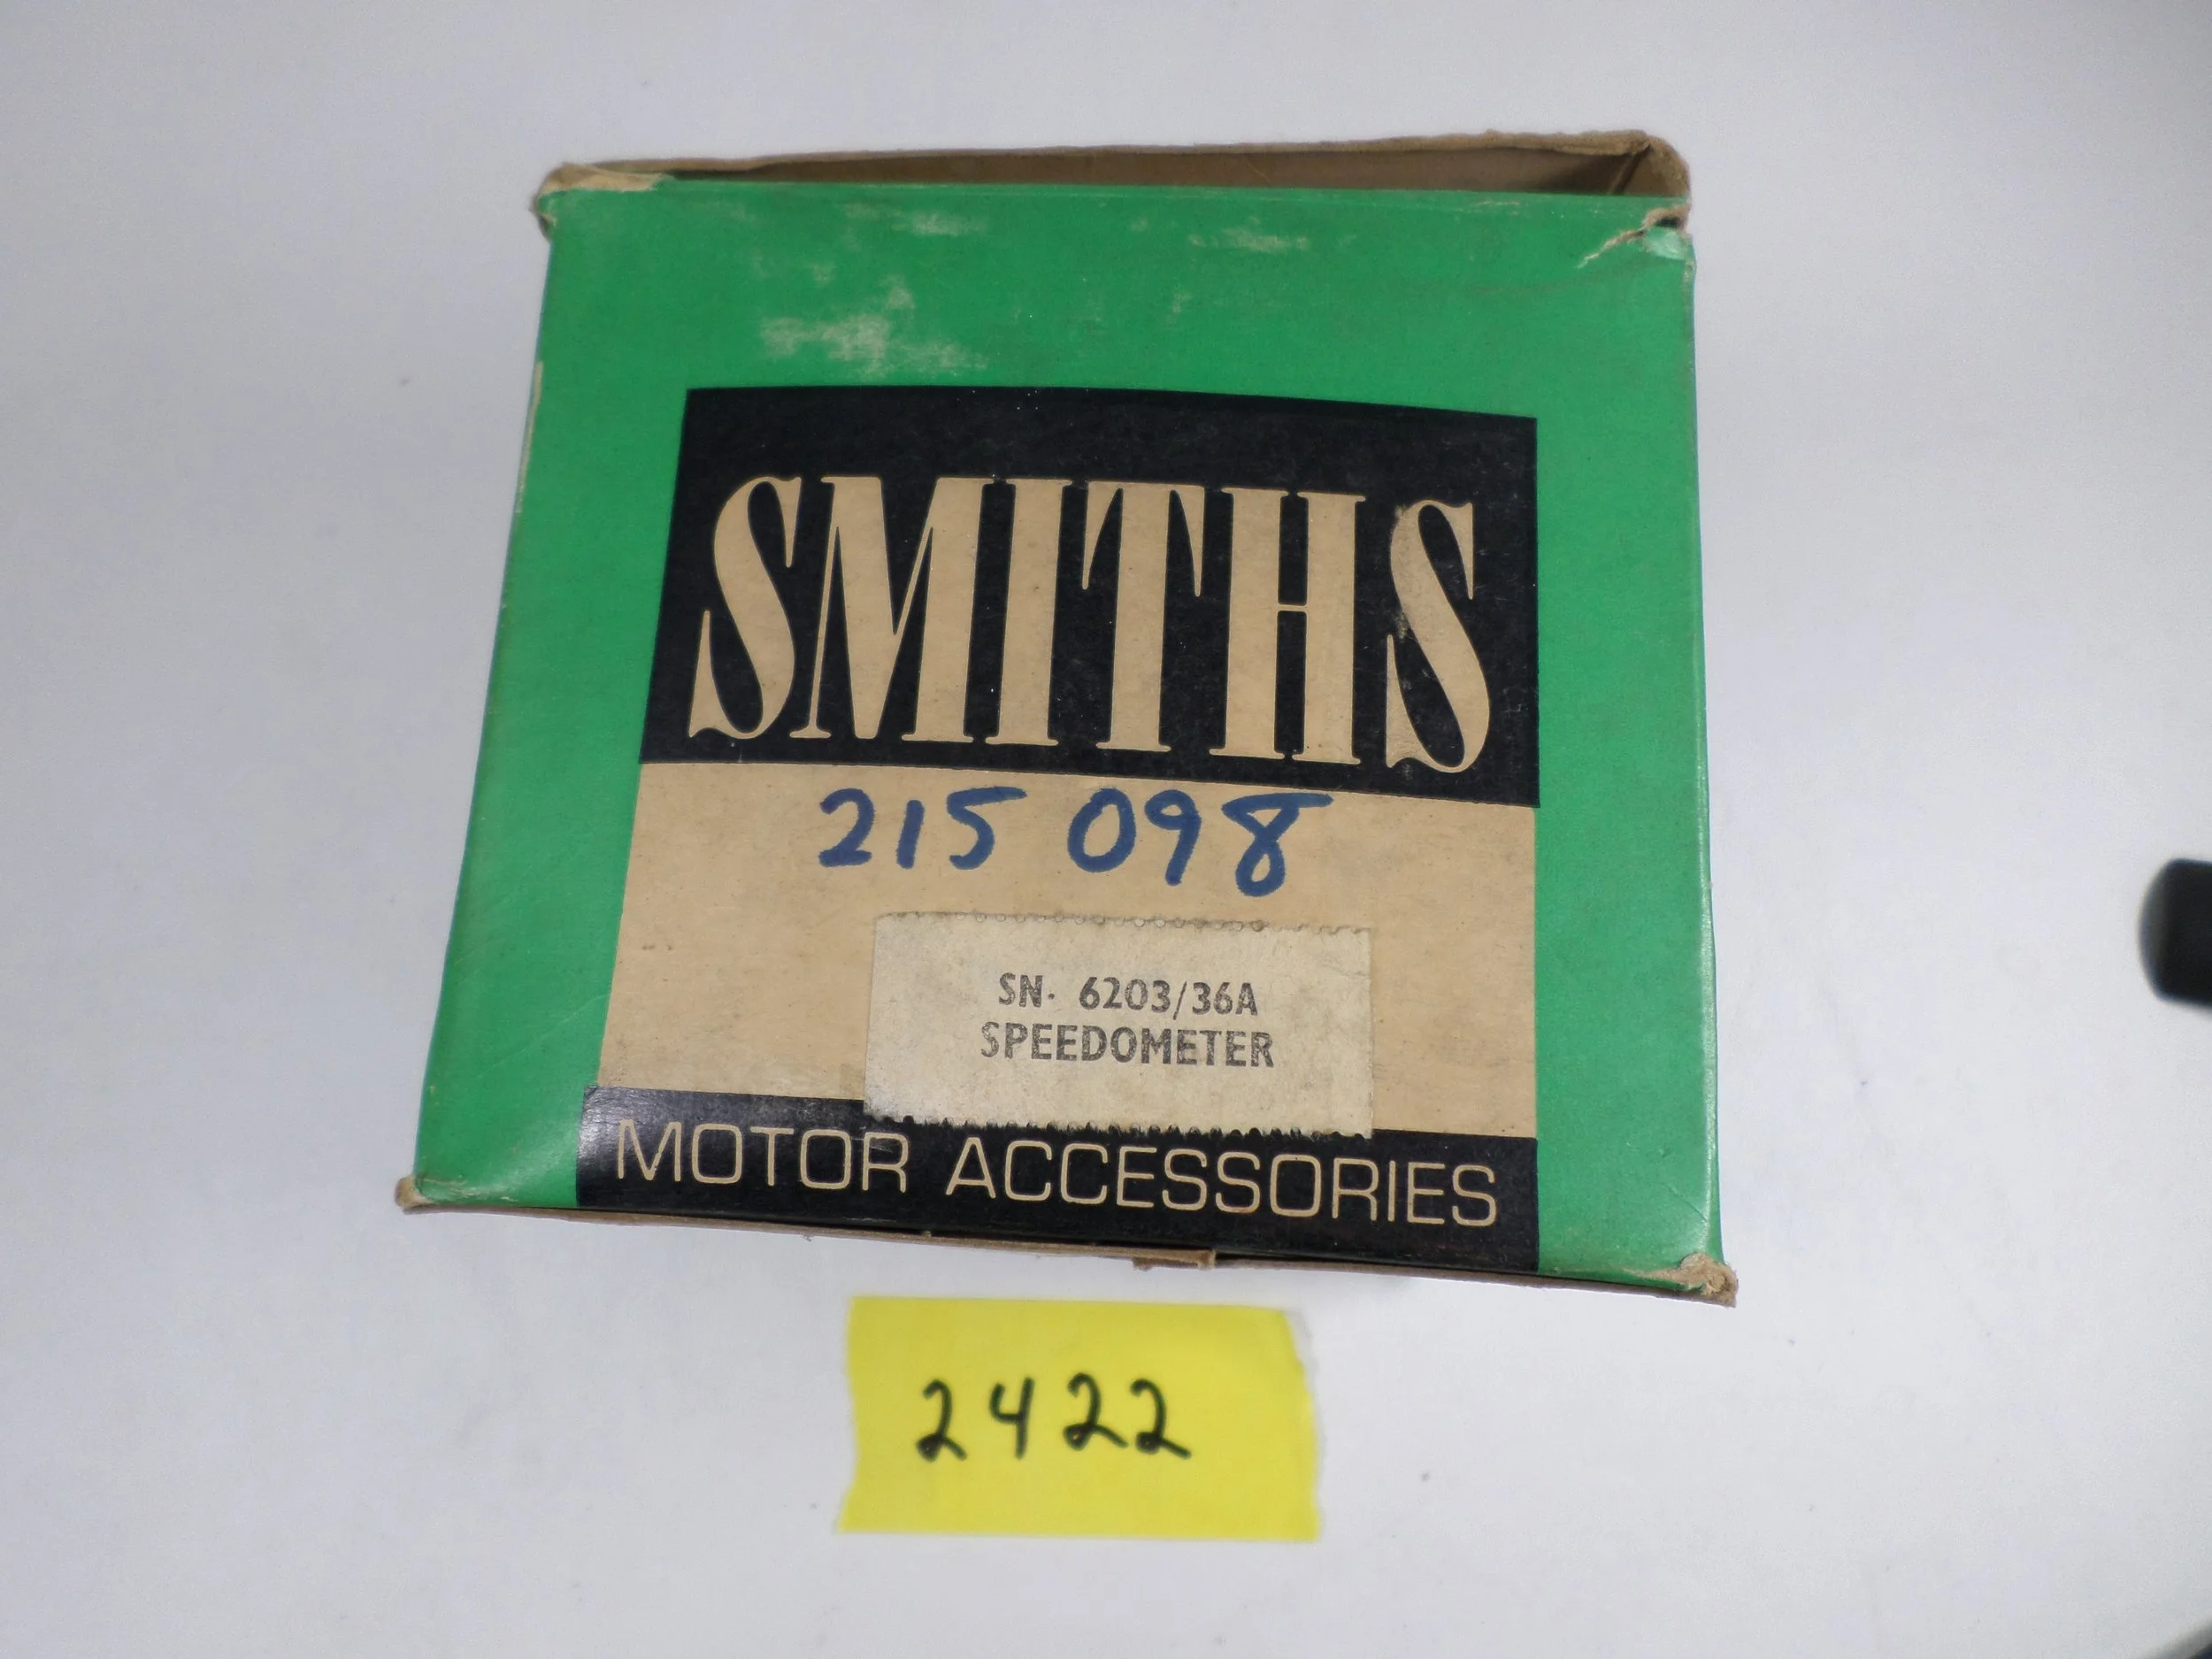 SMITHS
215 098
SN. 6203/36A
SPEEDOMETER
MOTOR ACCESSORIES
2422